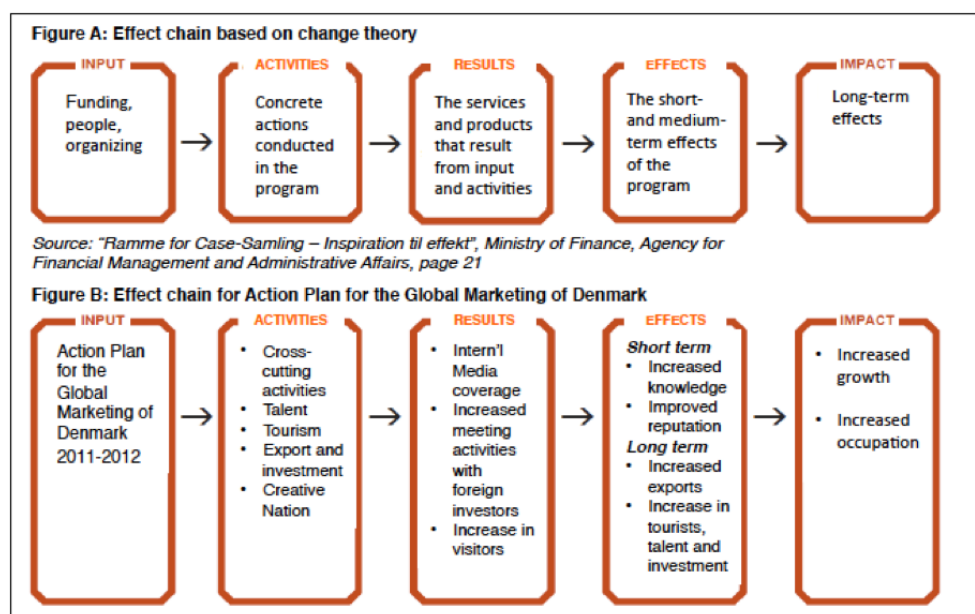 Figure A: Effect chain based on change theory
INPUT
Funding,
people,
organizing
ACTIVITIES
Concrete
actions
conducted
in the
program
RESULTS
The services
and products
that result
from input
and activities
EFFECTS
The short-
and medium-
term effects
of the
program
IMPACT
Long-term
effects
Source: "Ramme for Case-Samling – Inspiration til effekt", Ministry of Finance, Agency for
Financial Management and Administrative Affairs, page 21
Figure B: Effect chain for Action Plan for the Global Marketing of Denmark
INPUT
Action Plan
for the
Global
Marketing of
Denmark
2011-2012
ACTIVITIES
• Cross-
cutting
activities
• Talent
• Tourism
• Export and
investment
• Creative
Nation
RESULTS
• Intern'l
Media
coverage
• Increased
meeting
activities
with
foreign
investors
• Increase in
visitors
EFFECTS
Short term
• Increased
knowledge
• Improved
reputation
Long term
• Increased
exports
• Increase in
tourists,
talent and
investment
IMPACT
• Increased
growth
• Increased
occupation